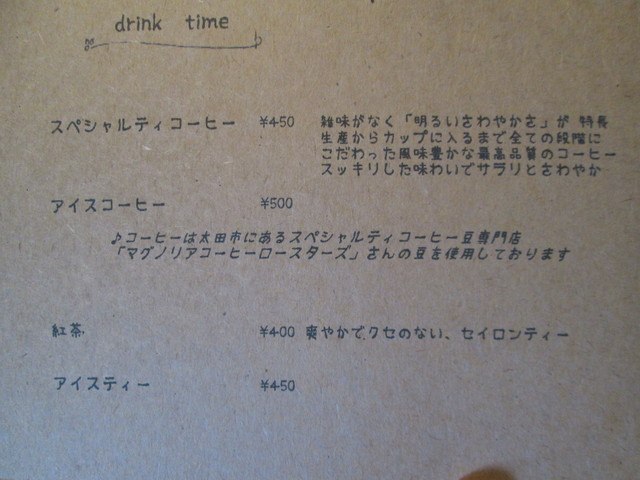 drink time
スペシャルティコーヒー ¥450 雑味がなく「明るいさわやかさ」が 特長
生産からカップに入るまで全ての段階に
こだわった風味豊かな最高品質のコーヒー
スッキリした味わいでサラリとさわやか
アイスコーヒー ¥500
♪コーヒーは太田市にあるスペシャルティコーヒー豆専門店
「マグノリアコーヒーロースターズ」さんの豆を使用しております
紅茶 ¥400 爽やかでクセのない、セイロンティー
アイスティー ¥450